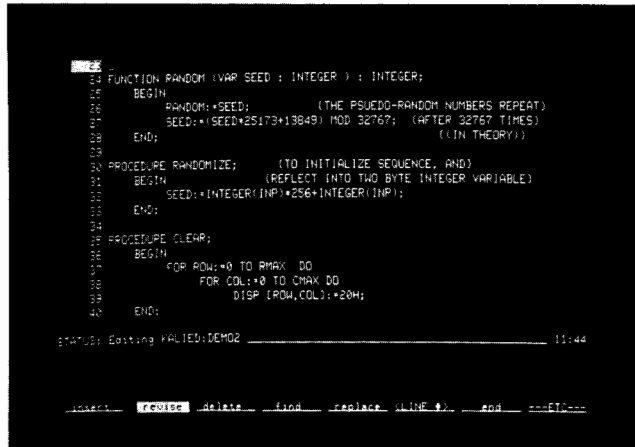 23
24 FUNCTION RANDOM (VAR SEED : INTEGER ) : INTEGER;
25 BEGIN
26 RANDOM:=SEED; (THE PSUEDO-RANDOM NUMBERS REPEAT)
27 SEED:=(SEED*25173+13849) MOD 32767; (AFTER 32767 TIMES)
28 END; ((IN THEORY))
29
30 PROCEDURE RANDOMIZE; (TO INITIALIZE SEQUENCE, AND)
31 BEGIN (REFLECT INTO TWO BYTE INTEGER VARIABLE)
32 SEED:=INTEGER(INP)*256+INTEGER(INP);
33 END;
34
35 PROCEDURE CLEAR;
36 BEGIN
37 FOR ROW:=0 TO RMAX DO
38 FOR COL:=0 TO CMAX DO
39 DISP [ROW,COL]:=20H;
40 END;
STATUS: Editing KALIED:DEMO2 11:44
insert revise delete find replace <LINE ↑> end ---ETC---